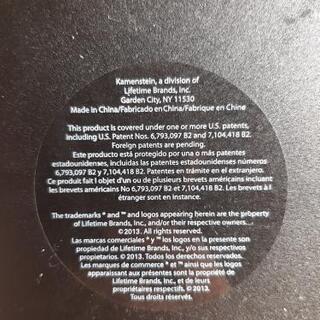 Kamenstein, a division of
Lifetime Brands, Inc.
Garden City, NY 11530
Made in China/Fabricado en China/Fabrique en Chine
This product is covered under one or more U.S. patents,
including U.S. Patent Nos. 6,793,097 B2 and 7,104,418 B2.
Foreign patents are pending.
Este producto está protegido por una o más patentes
estadounidenses, incluidas las patentes estadounidenses números
6,793,097 B2 y 7,104,418 B2. Patentes en trámite en el extranjero.
Ce produit fait l objet d'un ou de plusieurs brevets américains incluant
les brevets américains No 6,793,097 B2 et 7,104,418 B2. Les brevets à l
étranger sont en instance.
The trademarks ® and ™ and logos appearing herein are the property
of Lifetime Brands, Inc, and/or their respective owners...
© 2013. All rights reserved.
Las marcas comerciales ® y ™ los logos en la presente son
propiedad de Lifetime Brands, Inc, y/o sus respectivos
propietarios. © 2013. Todos los derechos reservados.
Les marques de commerce ® et ™ ainsi que les logos
apparaissant aux présentes sont la propriété de
Lifetime Brands, Inc, et de leurs
propriétaires respectifs. © 2013.
Tous droits réservés.